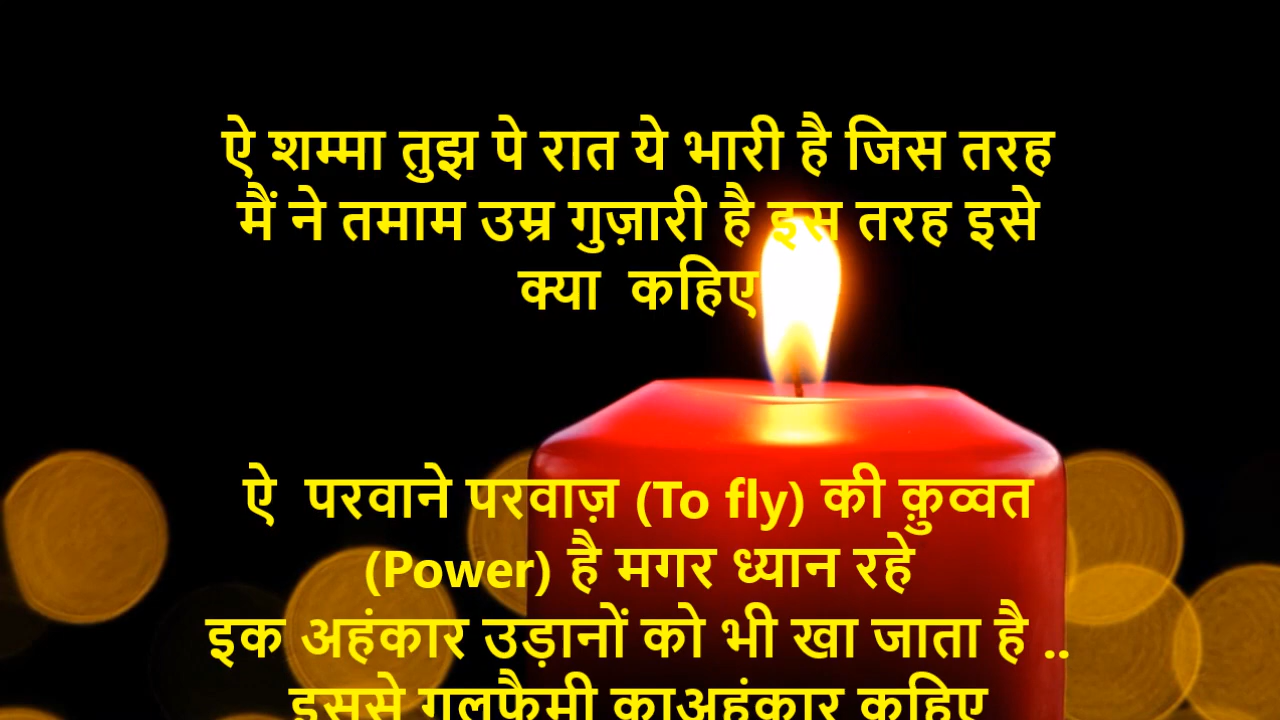 ऐ शम्मा तुझ पे रात ये भारी है जिस तरह
मैं ने तमाम उम्र गुज़ारी है इस तरह इसे
क्या कहिए
ऐ परवाने परवाज़ (To fly) की क़ुव्वत
(Power) है मगर ध्यान रहे
इक अहंकार उड़ानों को भी खा जाता है ..
इससे गलफ़ैमी काअहंकार कहिए